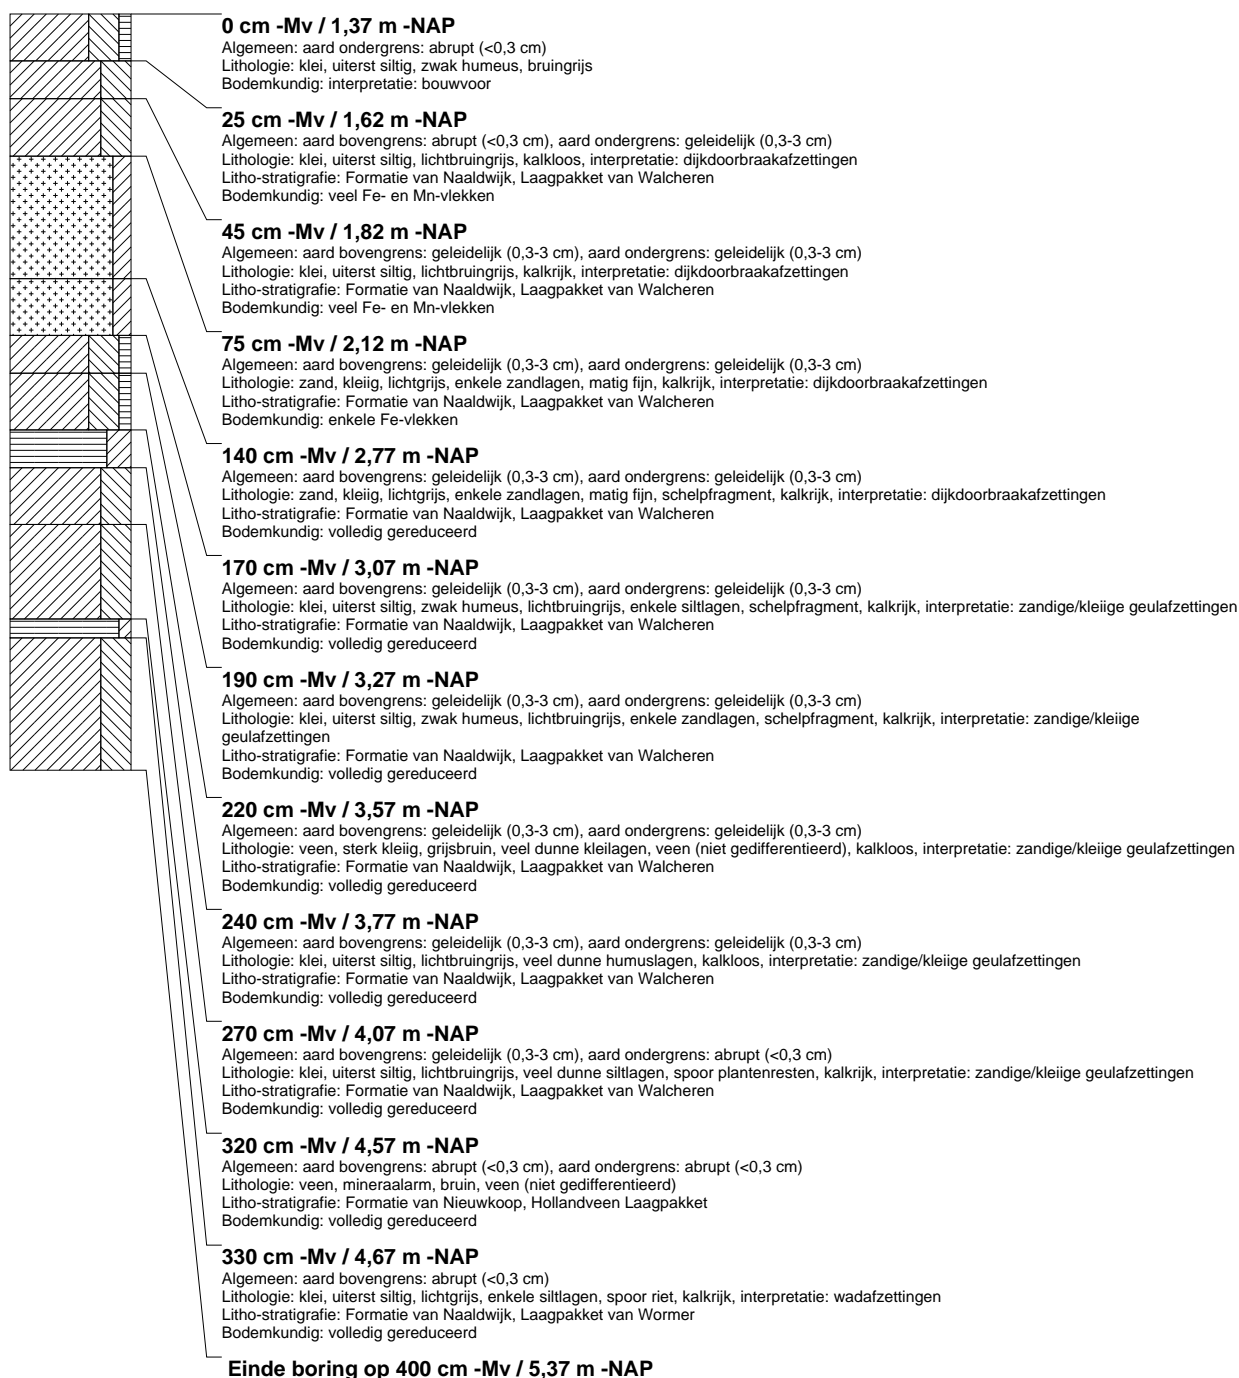 0 cm -Mv / 1,37 m -NAP
Algemeen: aard ondergrens: abrupt (<0,3 cm)
Lithologie: klei, uiterst siltig, zwak humeus, bruingrijs
Bodemkundig: interpretatie: bouwvoor
25 cm -Mv / 1,62 m -NAP
Algemeen: aard bovengrens: abrupt (<0,3 cm), aard ondergrens: geleidelijk (0,3-3 cm)
Lithologie: klei, uiterst siltig, lichtbruingrijs, kalkloos, interpretatie: dijkdoorbraakafzettingen
Litho-stratigrafie: Formatie van Naaldwijk, Laagpakket van Walcheren
Bodemkundig: veel Fe- en Mn-vlekken
45 cm -Mv / 1,82 m -NAP
Algemeen: aard bovengrens: geleidelijk (0,3-3 cm), aard ondergrens: geleidelijk (0,3-3 cm)
Lithologie: klei, uiterst siltig, lichtbruingrijs, kalkrijk, interpretatie: dijkdoorbraakafzettingen
Litho-stratigrafie: Formatie van Naaldwijk, Laagpakket van Walcheren
Bodemkundig: veel Fe- en Mn-vlekken
75 cm -Mv / 2,12 m -NAP
Algemeen: aard bovengrens: geleidelijk (0,3-3 cm), aard ondergrens: geleidelijk (0,3-3 cm)
Lithologie: zand, kleiig, lichtgrijs, enkele zandlagen, matig fijn, kalkrijk, interpretatie: dijkdoorbraakafzettingen
Litho-stratigrafie: Formatie van Naaldwijk, Laagpakket van Walcheren
Bodemkundig: enkele Fe-vlekken
140 cm -Mv / 2,77 m -NAP
Algemeen: aard bovengrens: geleidelijk (0,3-3 cm), aard ondergrens: geleidelijk (0,3-3 cm)
Lithologie: zand, kleiig, lichtgrijs, enkele zandlagen, matig fijn, schelpfragment, kalkrijk, interpretatie: dijkdoorbraakafzettingen
Litho-stratigrafie: Formatie van Naaldwijk, Laagpakket van Walcheren
Bodemkundig: volledig gereduceerd
170 cm -Mv / 3,07 m -NAP
Algemeen: aard bovengrens: geleidelijk (0,3-3 cm), aard ondergrens: geleidelijk (0,3-3 cm)
Lithologie: klei, uiterst siltig, zwak humeus, lichtbruingrijs, enkele siltlagen, schelpfragment, kalkrijk, interpretatie: zandige/kleiige geulafzettingen
Litho-stratigrafie: Formatie van Naaldwijk, Laagpakket van Walcheren
Bodemkundig: volledig gereduceerd
190 cm -Mv / 3,27 m -NAP
Algemeen: aard bovengrens: geleidelijk (0,3-3 cm), aard ondergrens: geleidelijk (0,3-3 cm)
Lithologie: klei, uiterst siltig, zwak humeus, lichtbruingrijs, enkele zandlagen, schelpfragment, kalkrijk, interpretatie: zandige/kleiige
geulafzettingen
Litho-stratigrafie: Formatie van Naaldwijk, Laagpakket van Walcheren
Bodemkundig: volledig gereduceerd
220 cm -Mv / 3,57 m -NAP
Algemeen: aard bovengrens: geleidelijk (0,3-3 cm), aard ondergrens: geleidelijk (0,3-3 cm)
Lithologie: veen, sterk kleiig, grijsbruin, veel dunne kleilagen, veen (niet gedifferentieerd), kalkloos, interpretatie: zandige/kleiige geulafzettingen
Litho-stratigrafie: Formatie van Naaldwijk, Laagpakket van Walcheren
Bodemkundig: volledig gereduceerd
240 cm -Mv / 3,77 m -NAP
Algemeen: aard bovengrens: geleidelijk (0,3-3 cm), aard ondergrens: geleidelijk (0,3-3 cm)
Lithologie: klei, uiterst siltig, lichtbruingrijs, veel dunne humuslagen, kalkloos, interpretatie: zandige/kleiige geulafzettingen
Litho-stratigrafie: Formatie van Naaldwijk, Laagpakket van Walcheren
Bodemkundig: volledig gereduceerd
270 cm -Mv / 4,07 m -NAP
Algemeen: aard bovengrens: geleidelijk (0,3-3 cm), aard ondergrens: abrupt (<0,3 cm)
Lithologie: klei, uiterst siltig, lichtbruingrijs, veel dunne siltlagen, spoor plantenresten, kalkrijk, interpretatie: zandige/kleiige geulafzettingen
Litho-stratigrafie: Formatie van Naaldwijk, Laagpakket van Walcheren
Bodemkundig: volledig gereduceerd
320 cm -Mv / 4,57 m -NAP
Algemeen: aard bovengrens: abrupt (<0,3 cm), aard ondergrens: abrupt (<0,3 cm)
Lithologie: veen, mineraalarm, bruin, veen (niet gedifferentieerd)
Litho-stratigrafie: Formatie van Nieuwkoop, Hollandveen Laagpakket
Bodemkundig: volledig gereduceerd
330 cm -Mv / 4,67 m -NAP
Algemeen: aard bovengrens: abrupt (<0,3 cm)
Lithologie: klei, uiterst siltig, lichtgrijs, enkele siltlagen, spoor riet, kalkrijk, interpretatie: wadafzettingen
Litho-stratigrafie: Formatie van Naaldwijk, Laagpakket van Wormer
Bodemkundig: volledig gereduceerd
Einde boring op 400 cm -Mv / 5,37 m -NAP